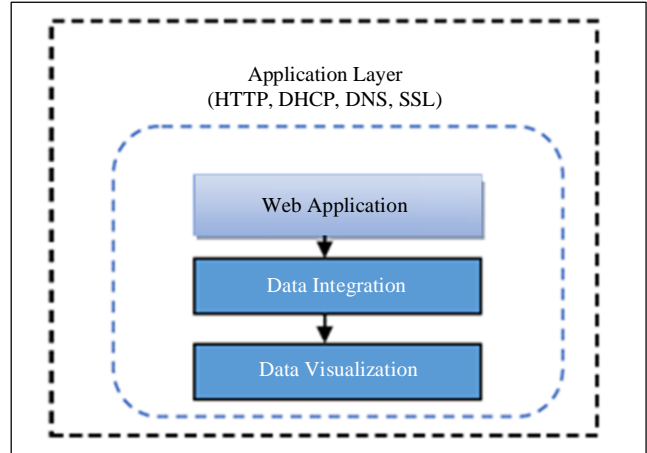 Application Layer
(HTTP, DHCP, DNS, SSL)
Web Application
Data Integration
Data Visualization